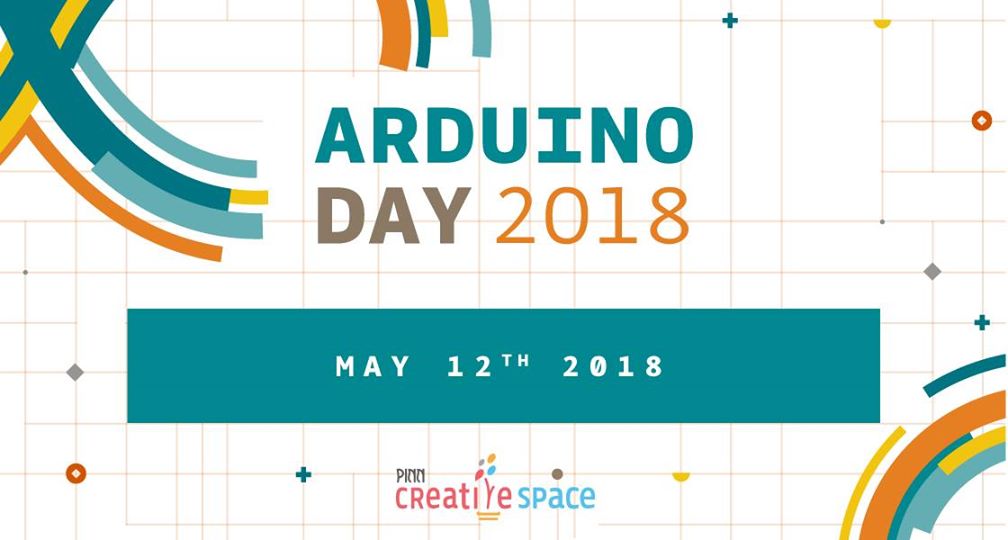 ARDUINO
DAY 2018
MAY 12TH 2018
PINN
creative space